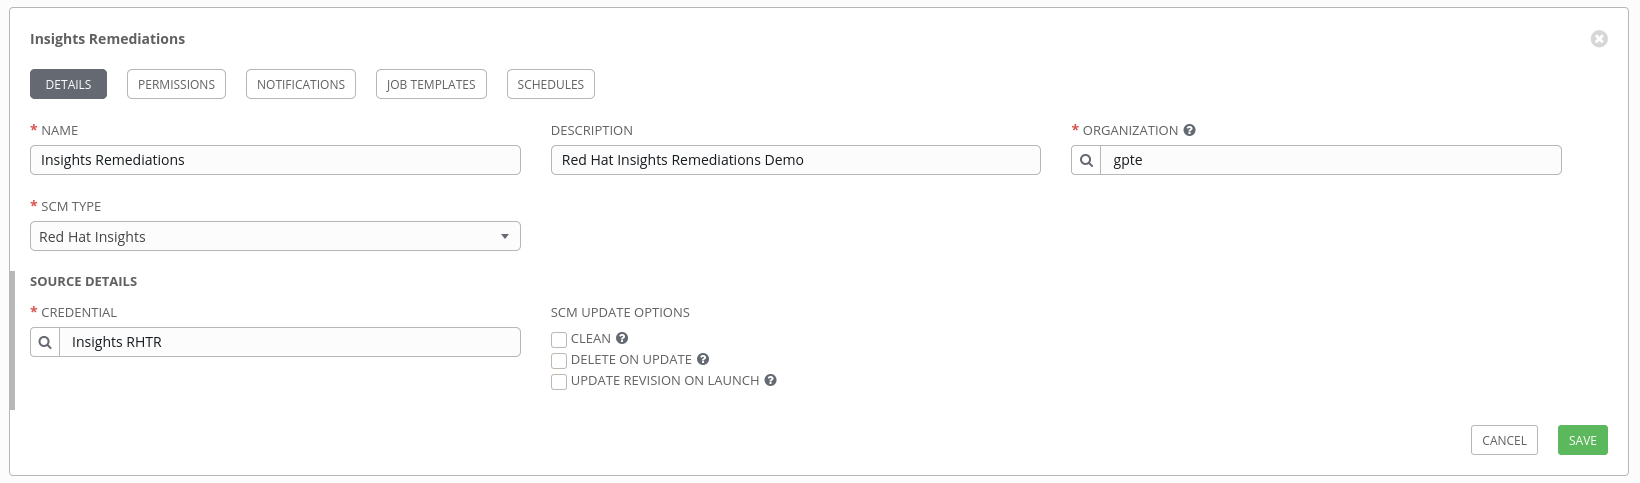 Insights Remediations
DETAILS PERMISSIONS NOTIFICATIONS JOB TEMPLATES SCHEDULES
* NAME DESCRIPTION * ORGANIZATION ?
Insights Remediations Red Hat Insights Remediations Demo gpte
* SCM TYPE
Red Hat Insights
SOURCE DETAILS
* CREDENTIAL SCM UPDATE OPTIONS
Insights RHTR CLEAN ?
DELETE ON UPDATE ?
UPDATE REVISION ON LAUNCH ?
CANCEL SAVE